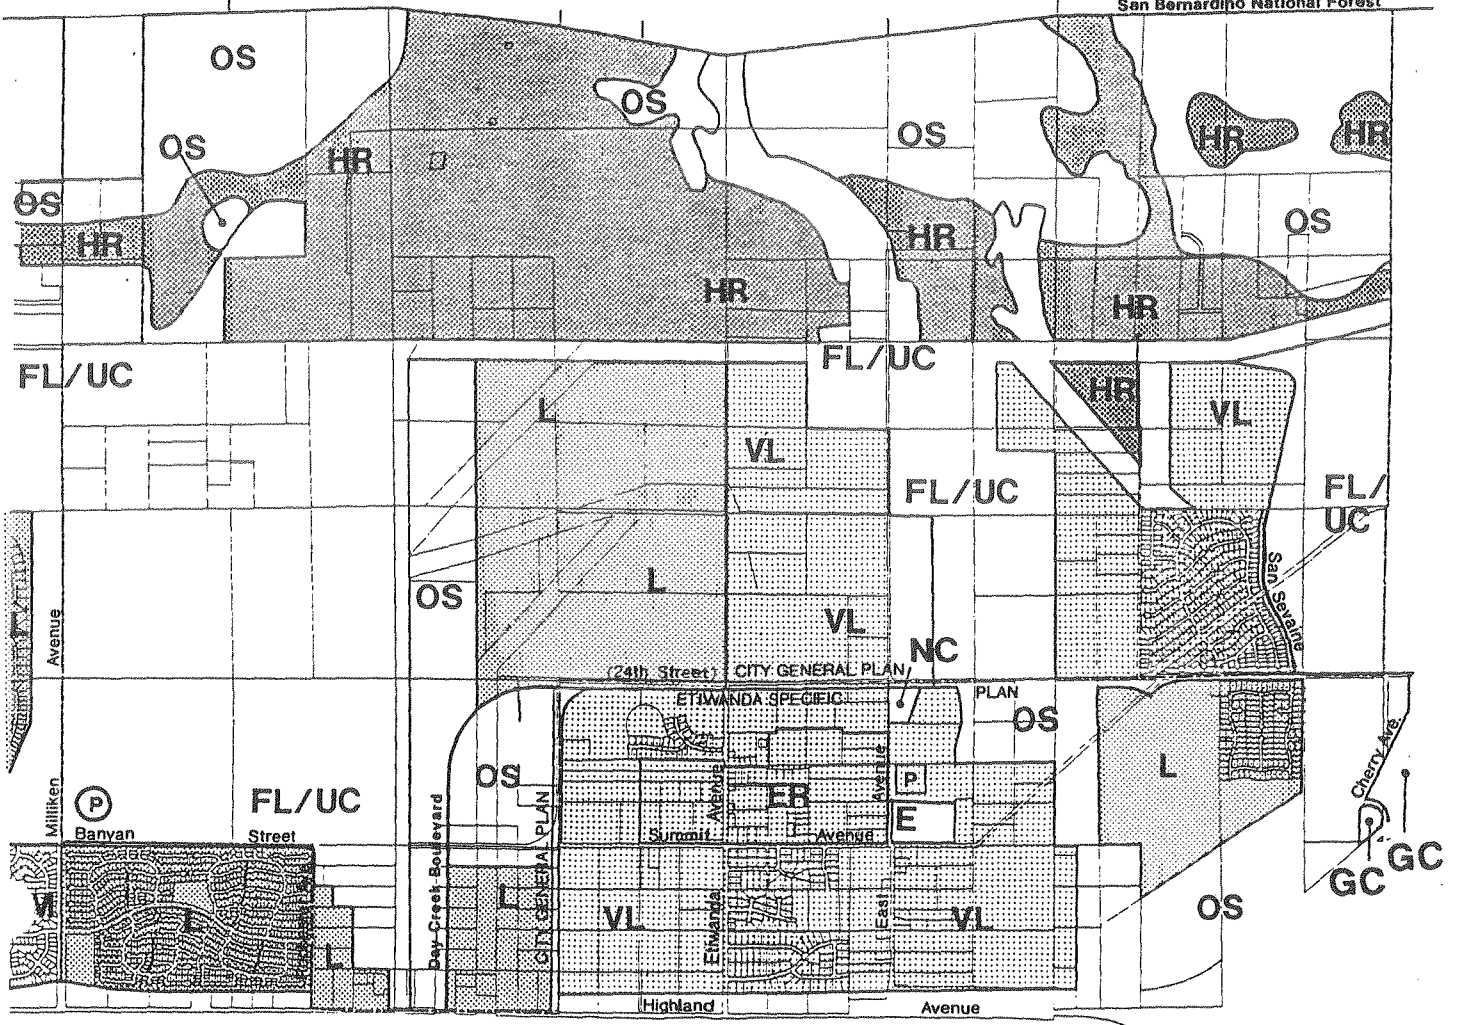 San Bernardino National Forest
OS
OS
OS
OS
HR
HR
HR
OS
OS
HR
HR
OS
HR
HR
HR
FL/UC
FL/UC
HR
L
VL
VL
FL/UC
FL/
UC
L
OS
San Sevaine
Avenue
VL
NC
(24th Street) CITY GENERAL PLAN
ETIWANDA SPECIFIC
PLAN
OS
OS
L
Cherry Ave.
Milliken
P
FL/UC
Avenue
Avenue
P
ER
E
Banyan
Street
Summit
Avenue
Day Creek Boulevard
CITY GENERAL PLAN
GC
GC
L
L
L
VL
Etiwanda
East
VL
OS
Highland
Avenue